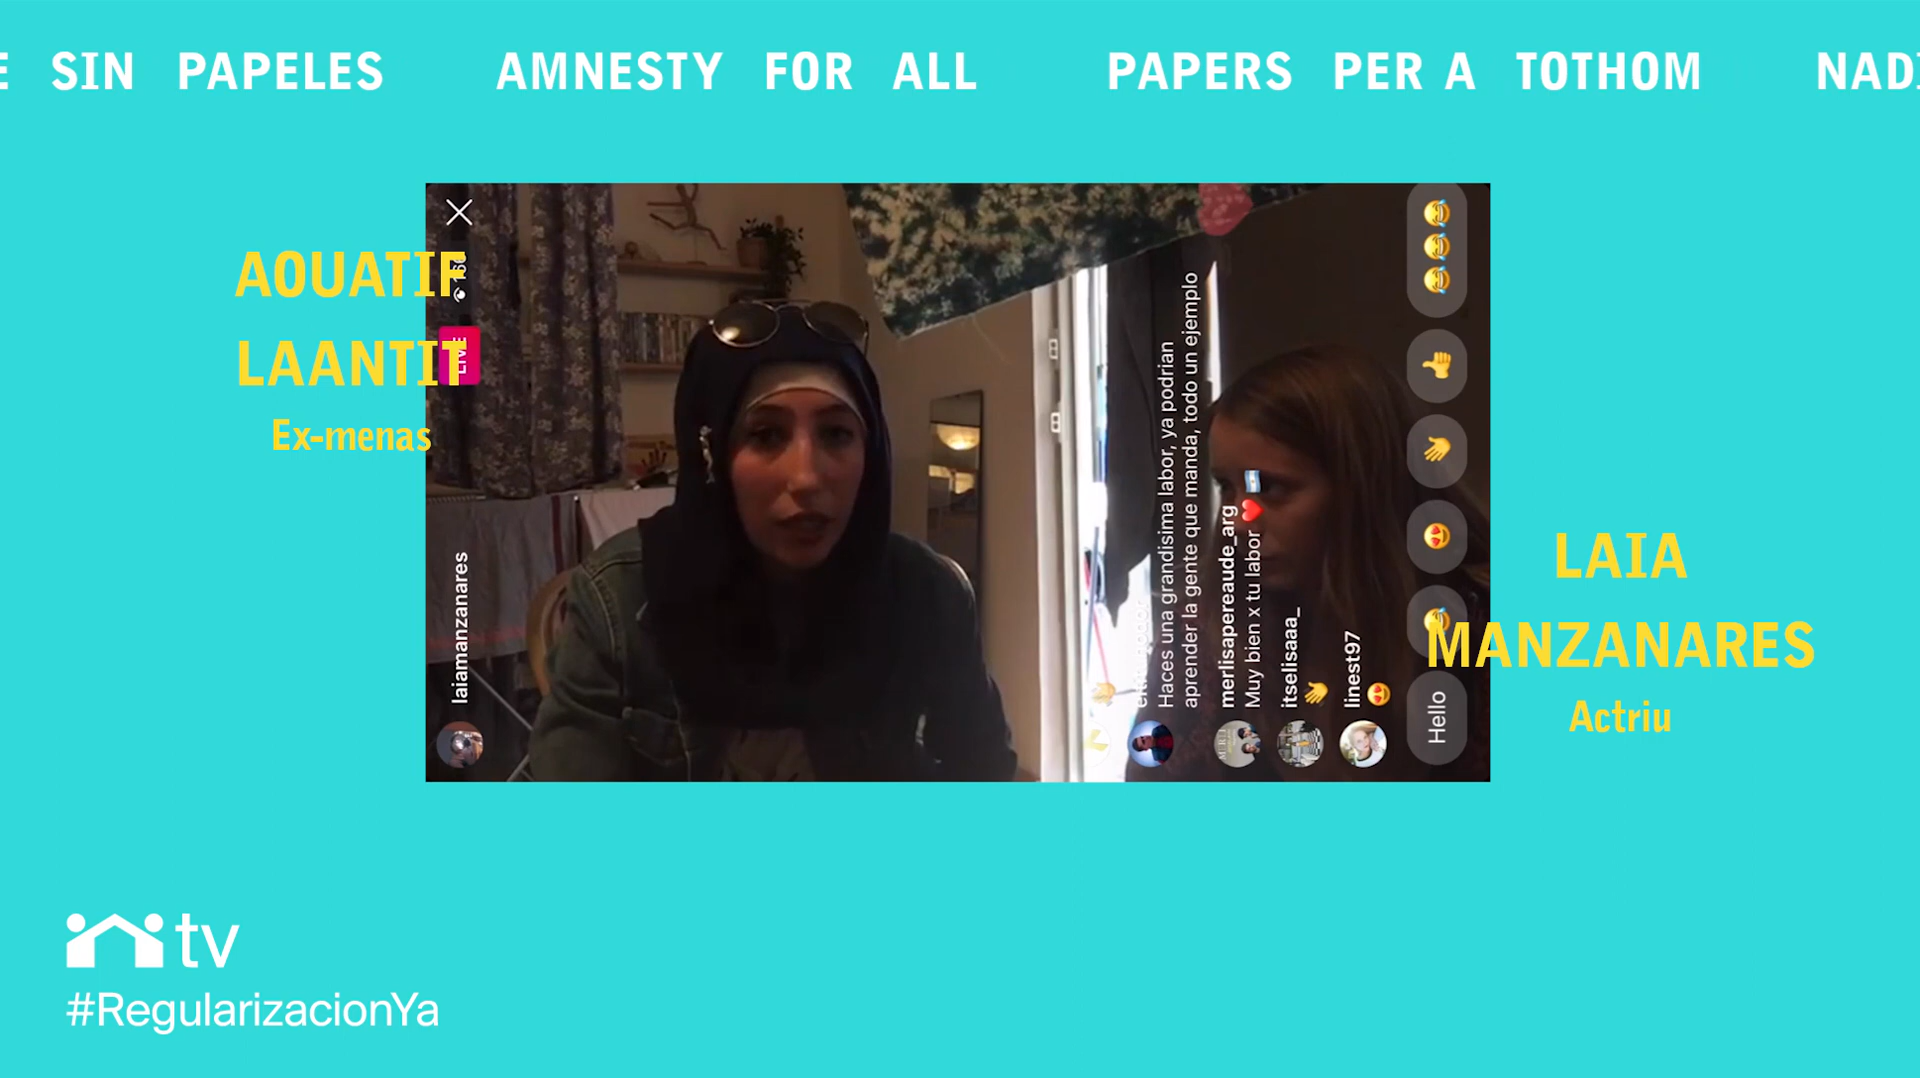 E SIN PAPELES AMNESTY FOR ALL PAPERS PER A TOTHOM NADI
AOUATIF
LAANTIT
Ex-menas
LIVE
laiamanzanares
Haces una grandisima labor, ya podrian
aprender la gente que manda, todo un ejemplo
merlisapereaude_arg
Muy bien x tu labor ❤️ 🇦🇷
itselisaaa_
👏
linest97
😍
Hello
LAIA
MANZANARES
Actriu
tv
#RegularizacionYa